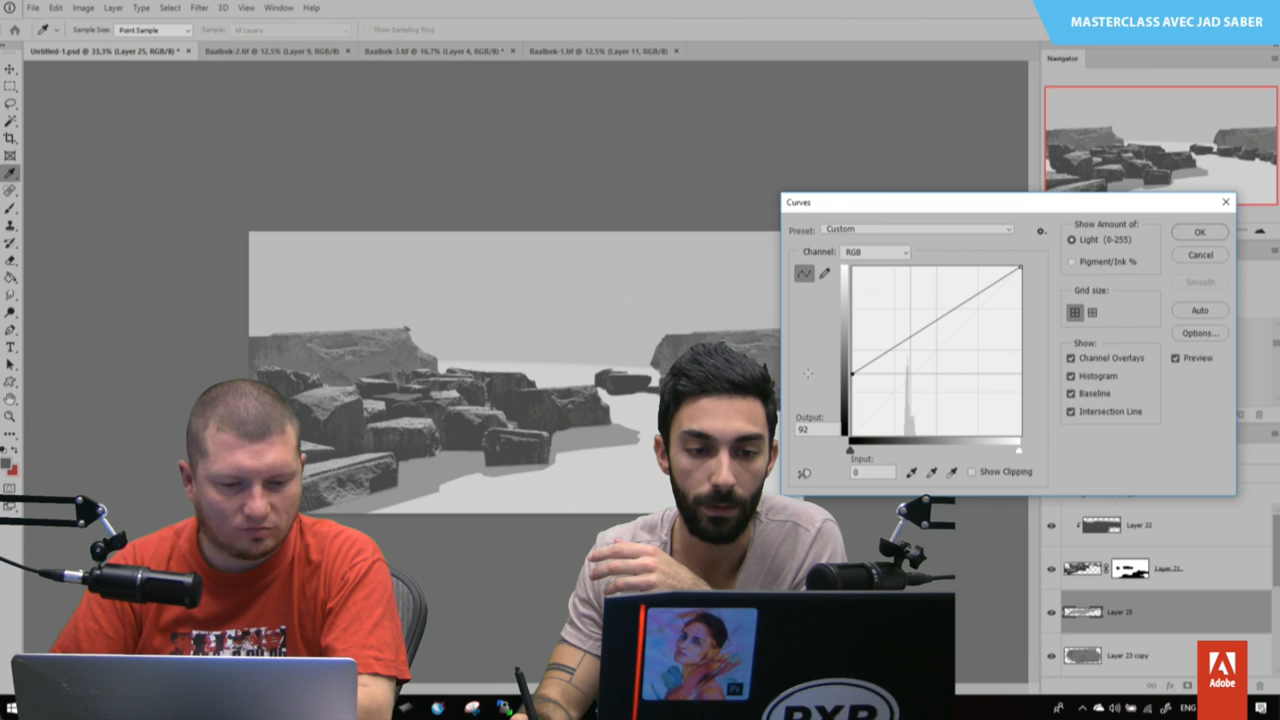 File Edit Image Layer Type Select Filter 3D View Window Help
MASTERCLASS AVEC JAD SABER
Sample Size: Point Sample Sample: All Layers Show Sampling Ring
Untitled-1.psd @ 33,3% (Layer 25, RGB/8) * × Baalbek-2.tif @ 12,5% (Layer 9, RGB/8) × Baalbek-3.tif @ 16,7% (Layer 4, RGB/8) * × Baalbek-1.tif @ 12,5% (Layer 11, RGB/8) ×
Navigator
Curves
Preset: Custom
Channel: RGB
Output:
92
Input:
0
Show Clipping
Show Amount of:
Light (0-255)
Pigment/Ink %
Grid size:
Show:
Channel Overlays
Histogram
Baseline
Intersection Line
OK
Cancel
Smooth
Auto
Options...
Preview
Layer 22
Layer 25
Layer 23 copy
fx
Ps
Adobe
ENG